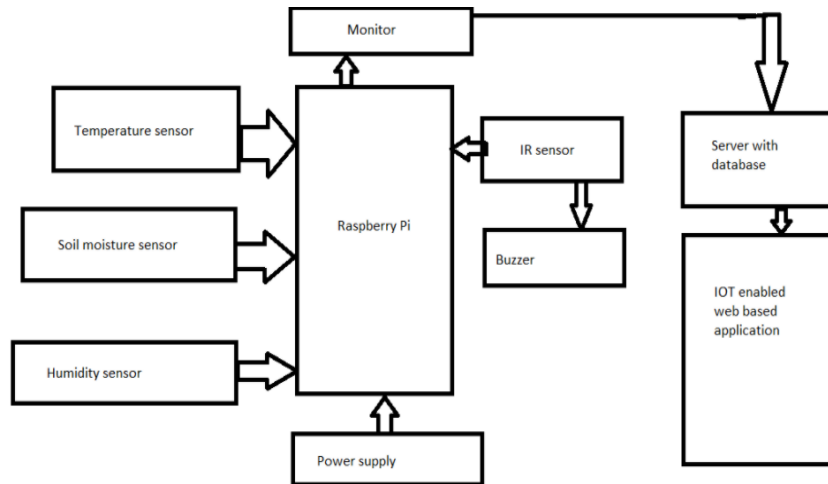 Monitor
Temperature sensor
IR sensor
Server with
database
Raspberry Pi
Soil moisture sensor
Buzzer
IOT enabled
web based
application
Humidity sensor
Power supply